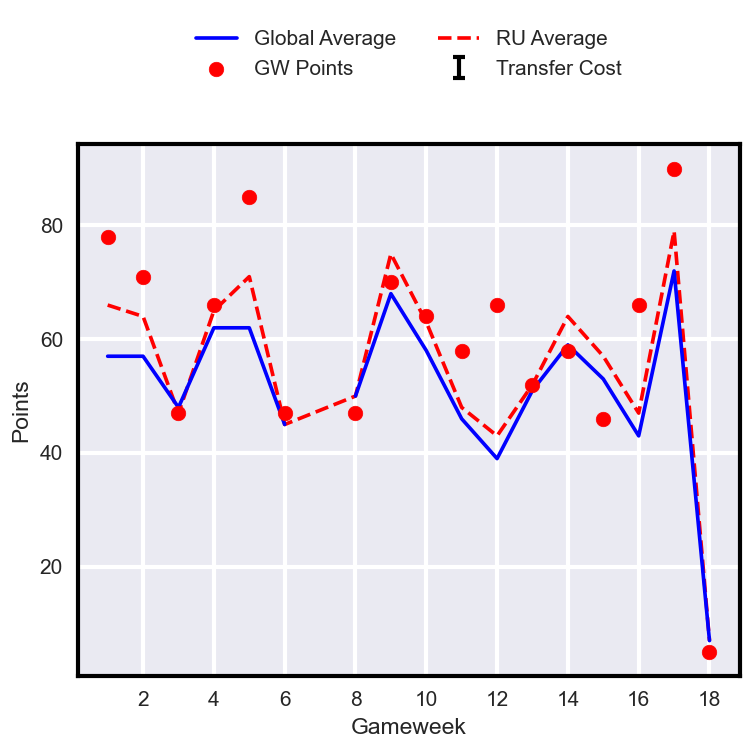 Global Average RU Average
GW Points Transfer Cost
80
60
40
20
Points
2 4 6 8 10 12 14 16 18
Gameweek